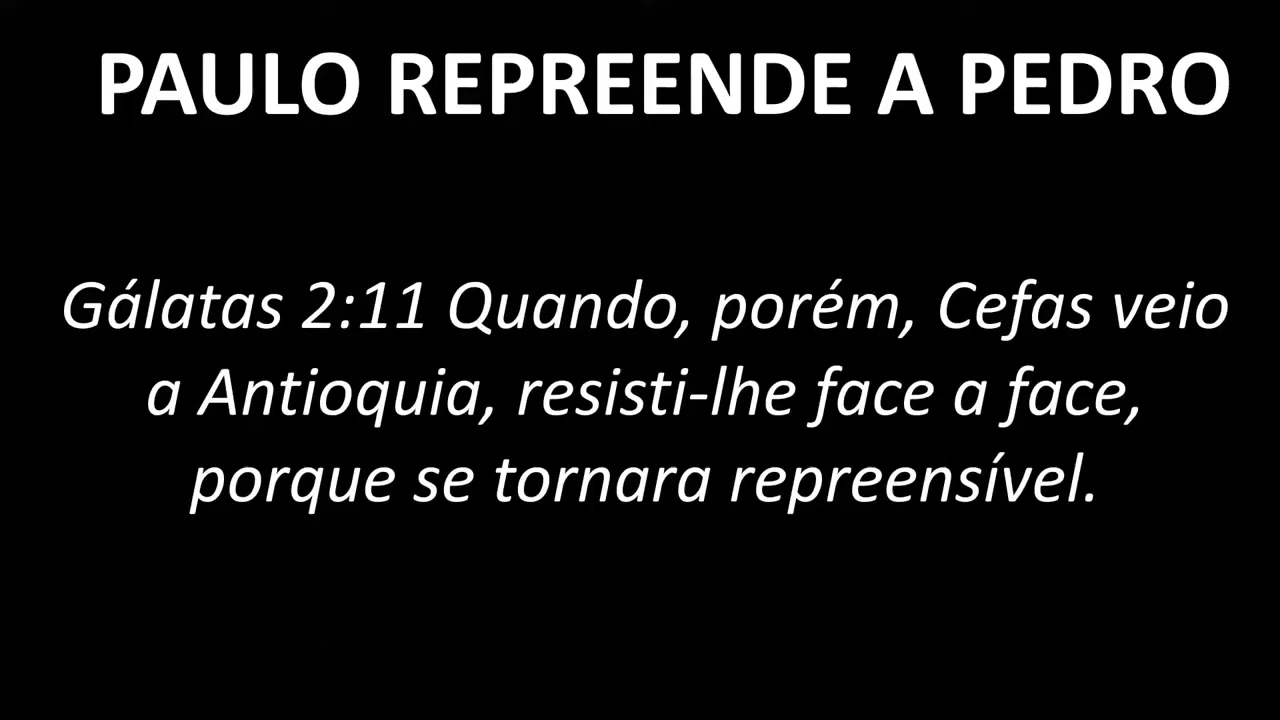 PAULO REPREENDE A PEDRO
Gálatas 2:11 Quando, porém, Cefas veio
a Antioquia, resisti-lhe face a face,
porque se tornara repreensível.